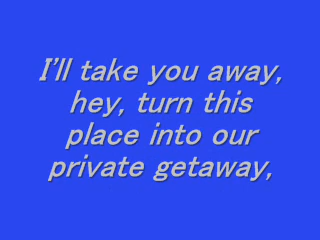 I'll take you away,
hey, turn this
place into our
private getaway,